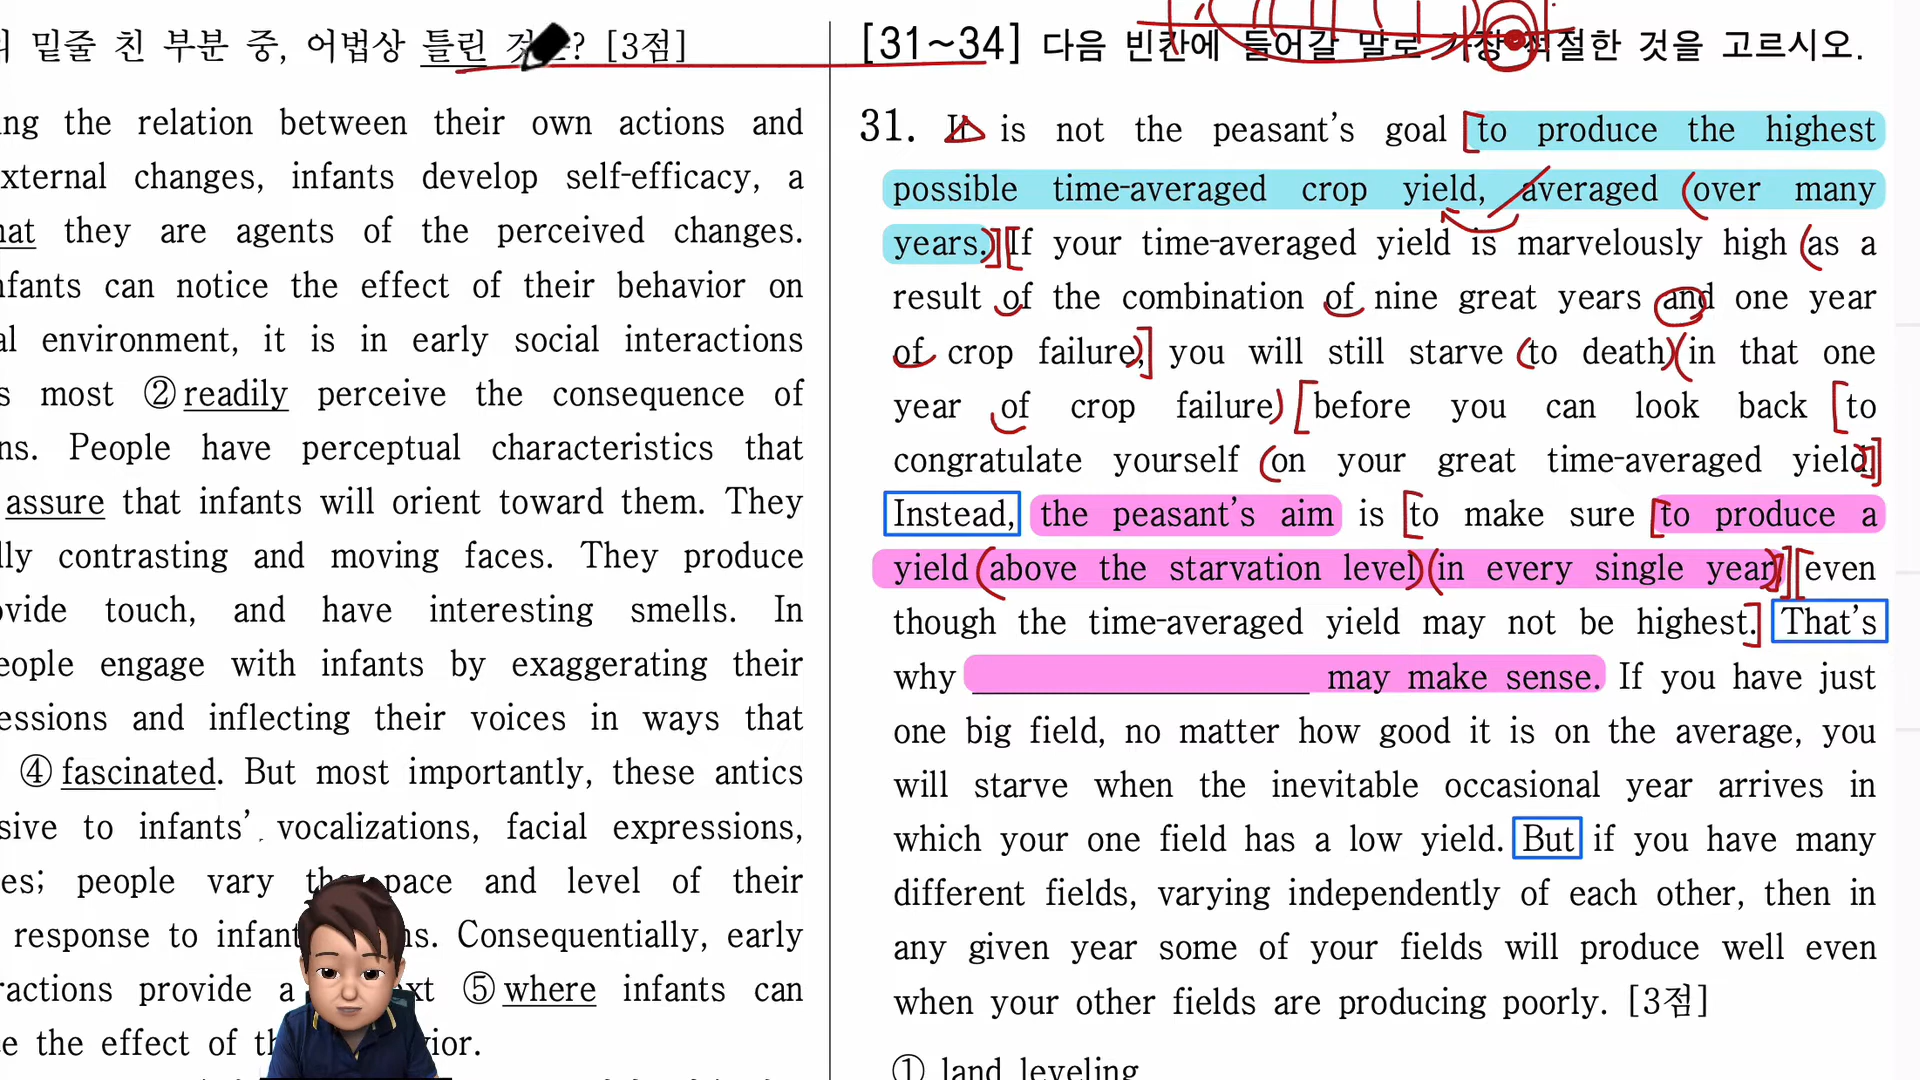 밑줄 친 부분 중, 어법상 틀린 [3점]
ing the relation between their own actions and
xternal changes, infants develop self-efficacy, a
hat they are agents of the perceived changes.
nfants can notice the effect of their behavior on
al environment, it is in early social interactions
s most ② readily perceive the consequence of
ns. People have perceptual characteristics that
assure that infants will orient toward them. They
lly contrasting and moving faces. They produce
ovide touch, and have interesting smells. In
eople engage with infants by exaggerating their
essions and inflecting their voices in ways that
④ fascinated. But most importantly, these antics
sive to infants' vocalizations, facial expressions,
es; people vary the pace and level of their
response to infant ns. Consequentially, early
ractions provide a xt ⑤ where infants can
e the effect of th vior.
[31~34] 다음 빈칸에 들어갈 말로 가장 적절한 것을 고르시오.
31. It is not the peasant's goal to produce the highest
possible time-averaged crop yield, averaged over many
years. If your time-averaged yield is marvelously high as a
result of the combination of nine great years and one year
of crop failure, you will still starve to death in that one
year of crop failure before you can look back to
congratulate yourself on your great time-averaged yield.
Instead, the peasant's aim is to make sure to produce a
yield above the starvation level in every single year, even
though the time-averaged yield may not be highest. That's
why ____________ may make sense. If you have just
one big field, no matter how good it is on the average, you
will starve when the inevitable occasional year arrives in
which your one field has a low yield. But if you have many
different fields, varying independently of each other, then in
any given year some of your fields will produce well even
when your other fields are producing poorly. [3점]
① land leveling